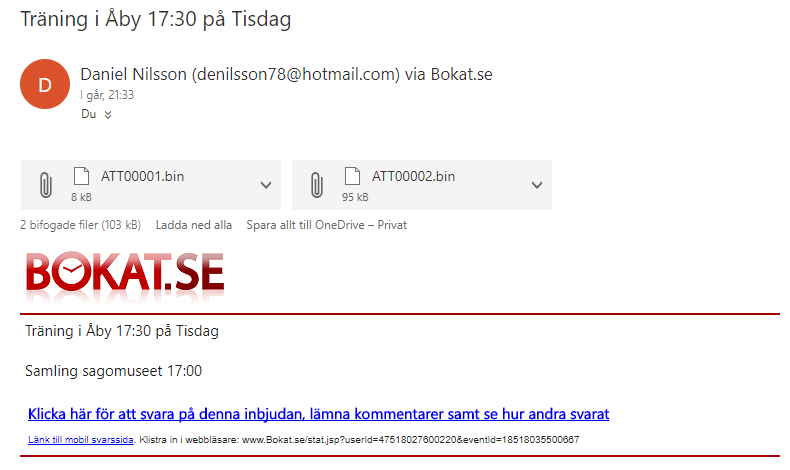 Träning i Åby 17:30 på Tisdag
D
Daniel Nilsson (denilsson78@hotmail.com) via Bokat.se
I går, 21:33
Du
ATT00001.bin
8 kB
ATT00002.bin
95 kB
2 bifogade filer (103 kB) Ladda ned alla Spara allt till OneDrive – Privat
BOKAT.SE
Träning i Åby 17:30 på Tisdag
Samling sagomuseet 17:00
Klicka här för att svara på denna inbjudan, lämna kommentarer samt se hur andra svarat
Länk till mobil svarssida. Klistra in i webbläsare: www.Bokat.se/stat.jsp?userId=47518027600220&eventId=18518035500667